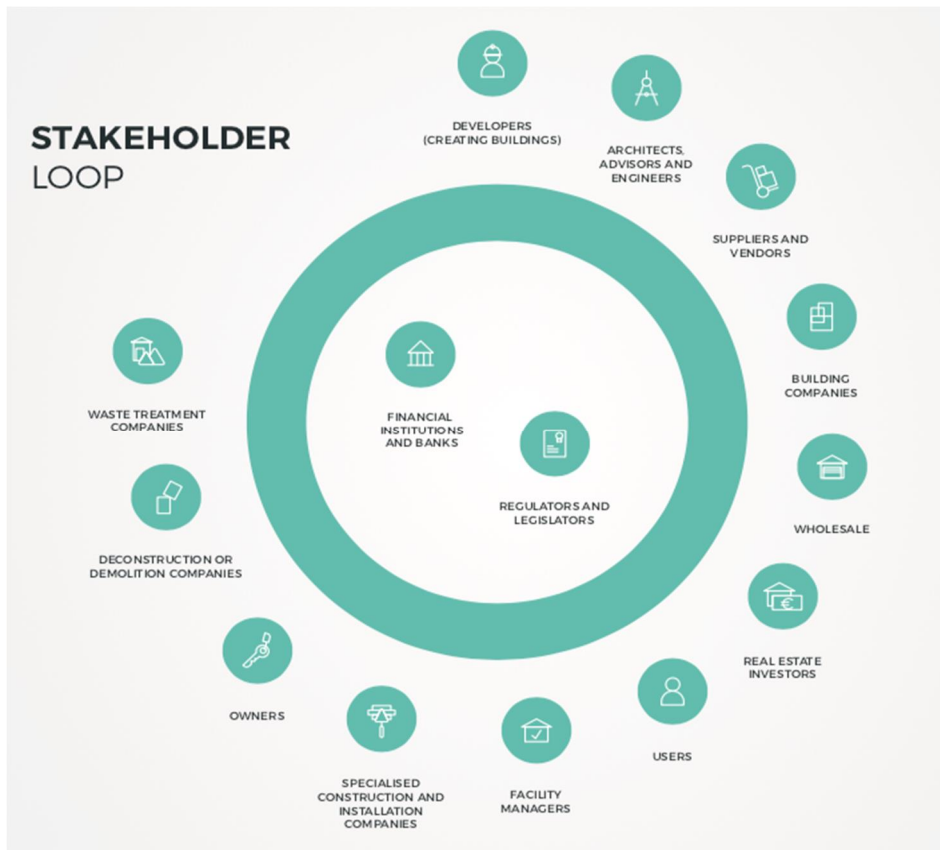 STAKEHOLDER
LOOP
DEVELOPERS
(CREATING BUILDINGS)
ARCHITECTS,
ADVISORS AND
ENGINEERS
SUPPLIERS AND
VENDORS
BUILDING
COMPANIES
WHOLESALE
REAL ESTATE
INVESTORS
USERS
FACILITY
MANAGERS
SPECIALISED
CONSTRUCTION AND
INSTALLATION
COMPANIES
OWNERS
DECONSTRUCTION OR
DEMOLITION COMPANIES
WASTE TREATMENT
COMPANIES
FINANCIAL
INSTITUTIONS
AND BANKS
REGULATORS AND
LEGISLATORS
€